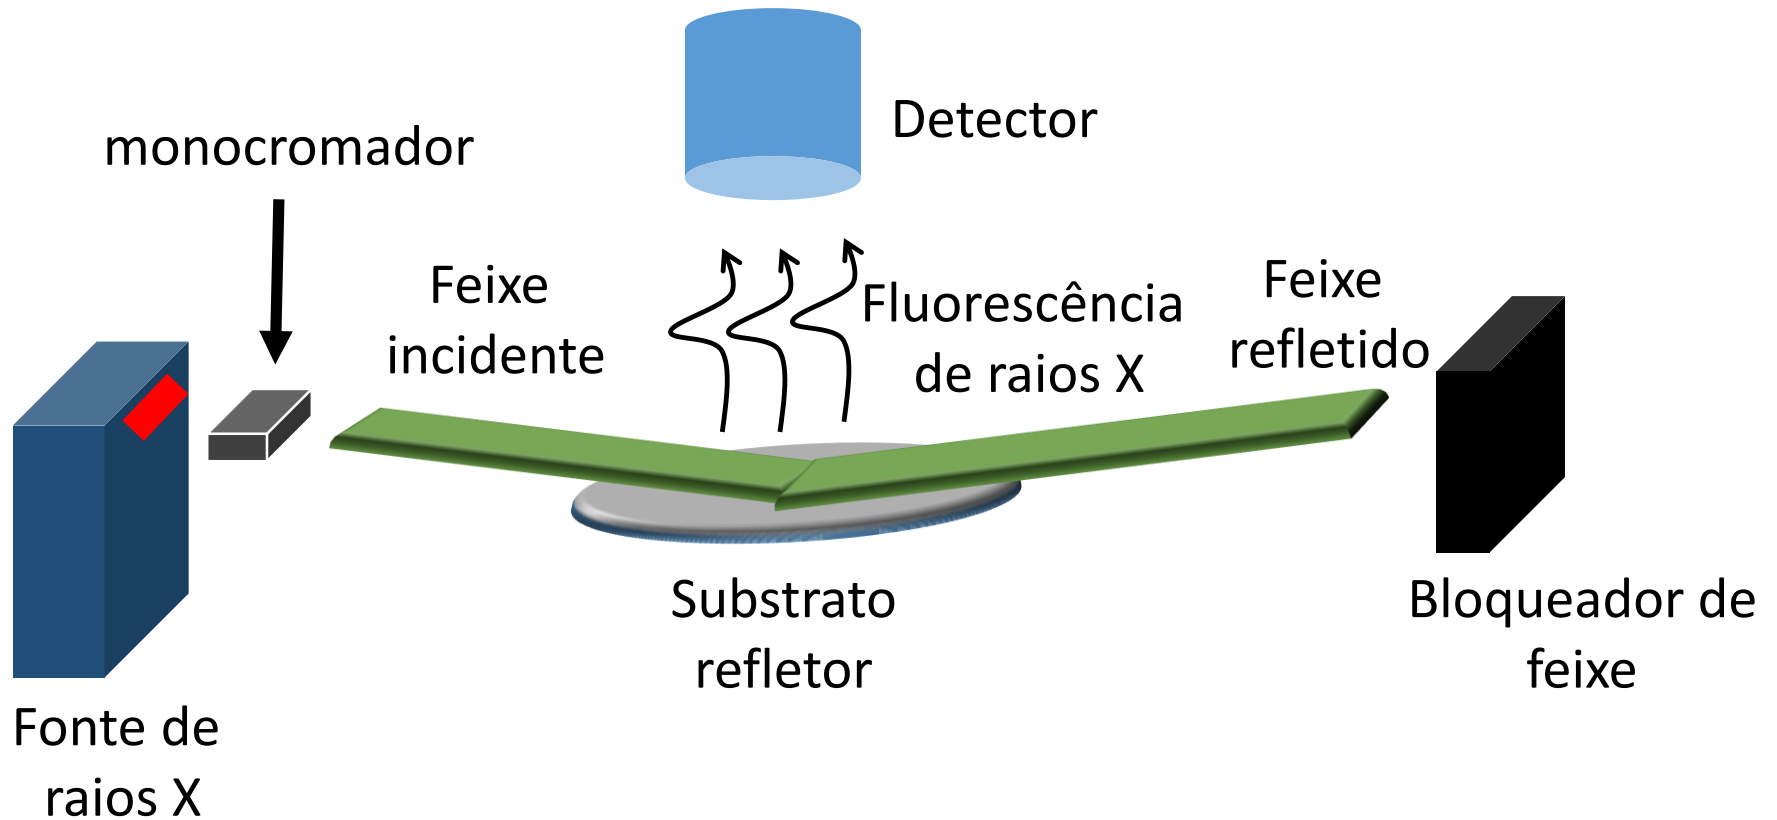 monocromador
Detector
Feixe
incidente
Fluorescência
de raios X
Feixe
refletido
Substrato
refletor
Bloqueador de
feixe
Fonte de
raios X